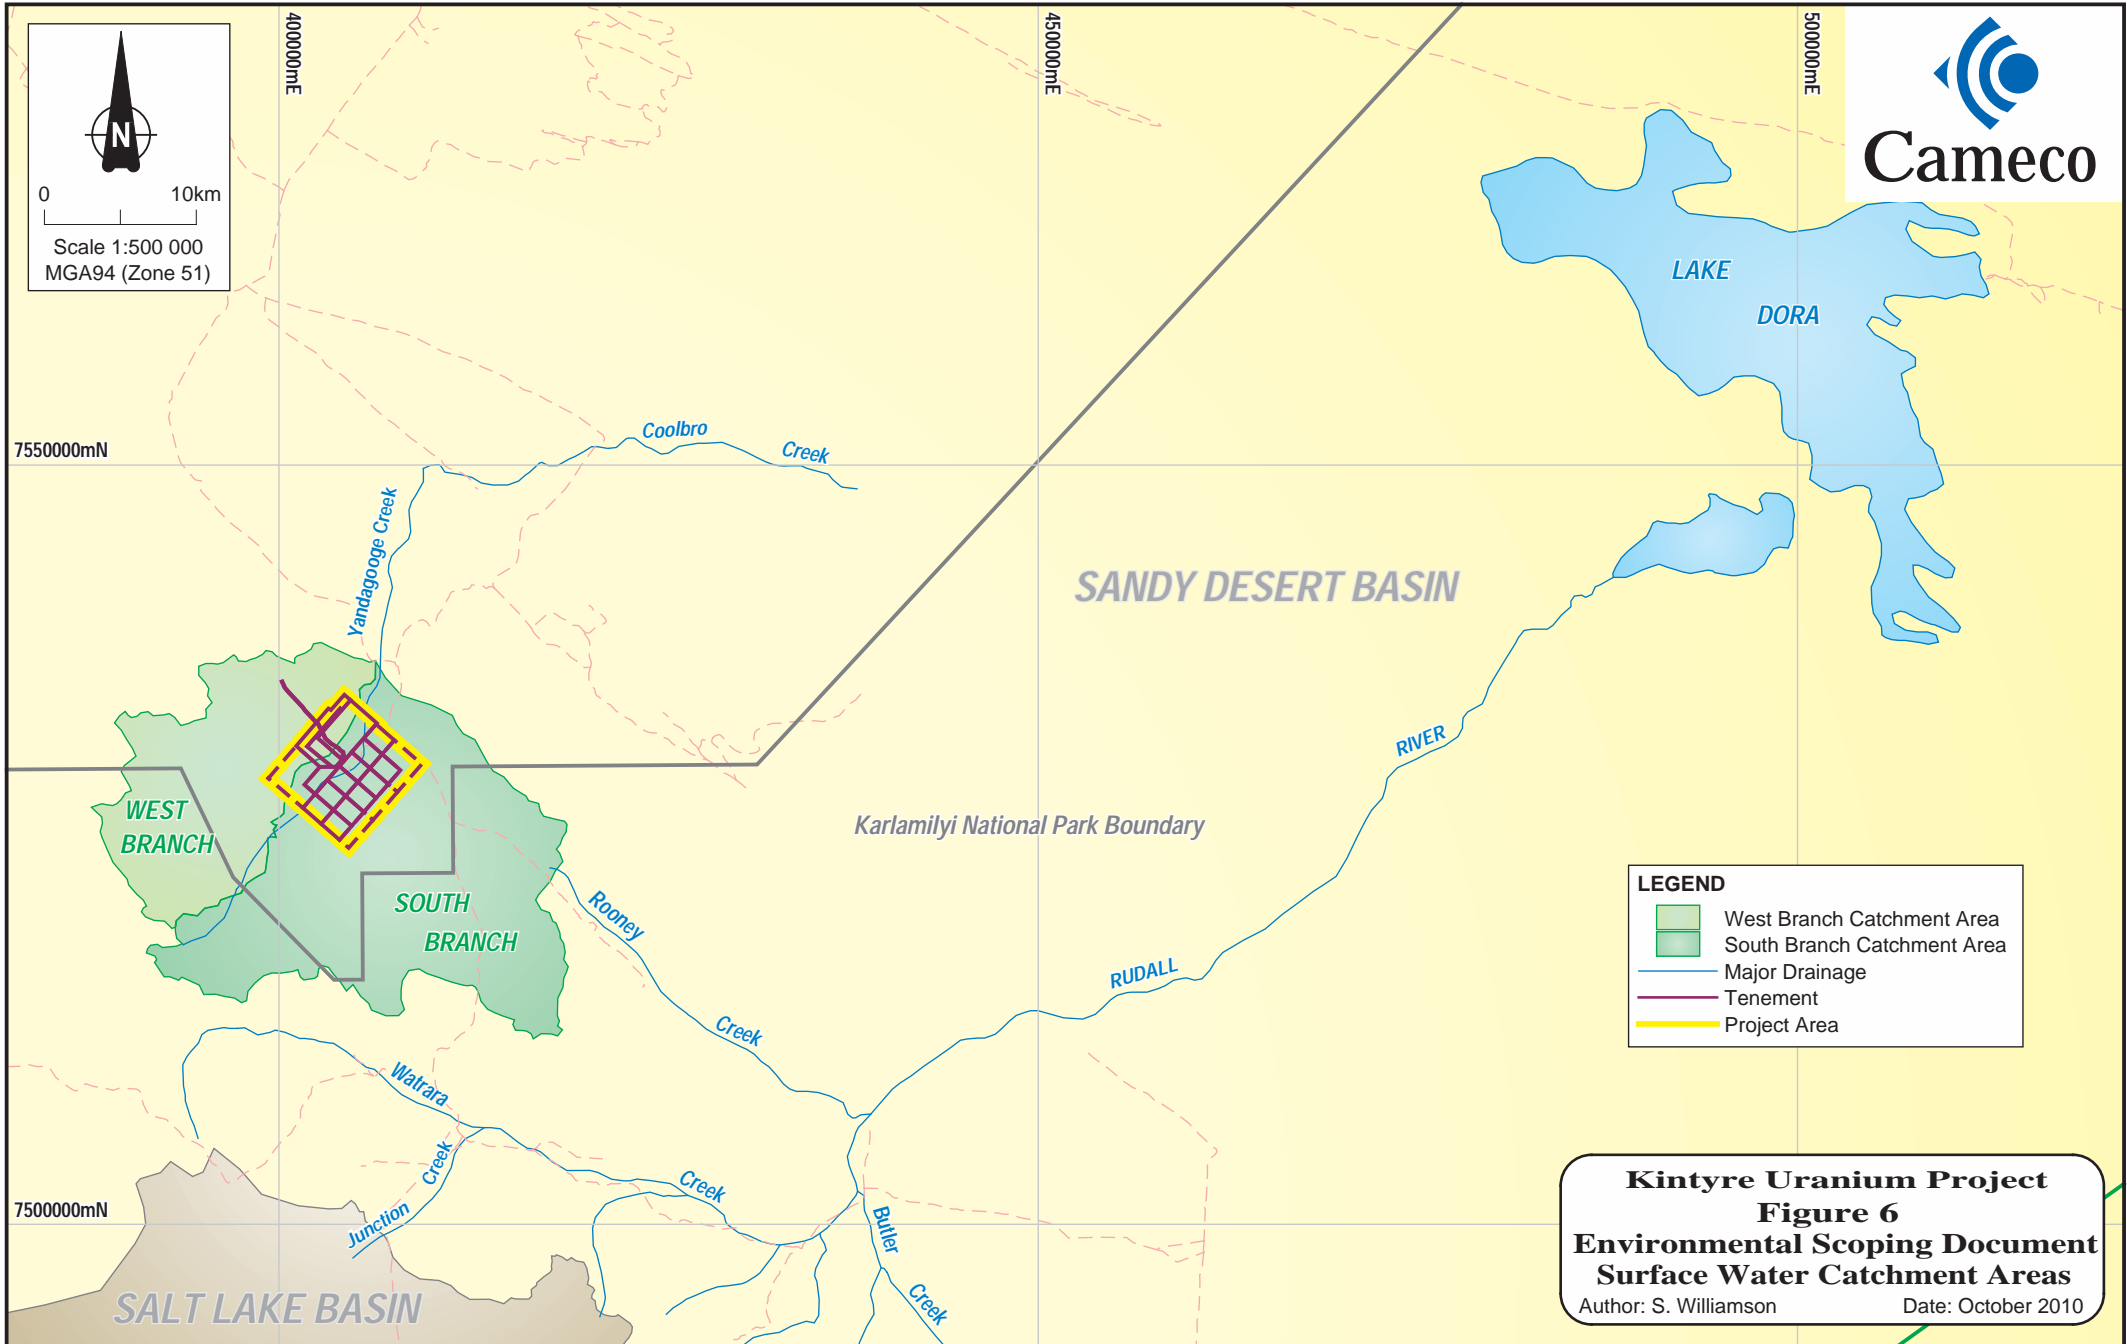 400000mE
450000mE
500000mE
N
0 10km
Scale 1:500 000
MGA94 (Zone 51)
Cameco
LAKE
DORA
7550000mN
Coolbro
Creek
Yandagooge Creek
SANDY DESERT BASIN
RIVER
WEST
BRANCH
Karlamilyi National Park Boundary
SOUTH
BRANCH
Rooney
Creek
RUDALL
LEGEND
West Branch Catchment Area
South Branch Catchment Area
Major Drainage
Tenement
Project Area
Watrara
Creek
Junction
Creek
7500000mN
Butler
Creek
SALT LAKE BASIN
Kintyre Uranium Project
Figure 6
Environmental Scoping Document
Surface Water Catchment Areas
Author: S. Williamson Date: October 2010